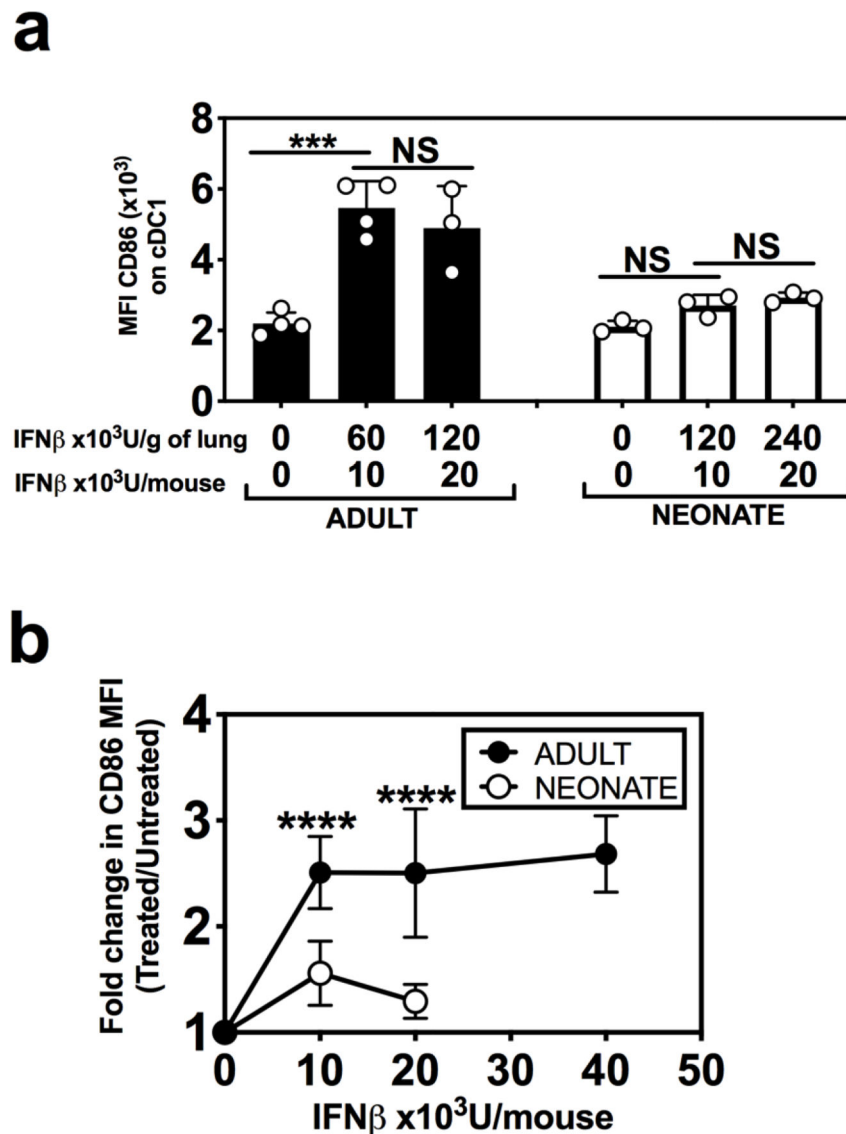 a
MFI CD86 (x10³)
on cDC1
8
6
4
2
0
***
NS
NS
NS
IFNβ x10³U/g of lung 0 60 120 0 120 240
IFNβ x10³U/mouse 0 10 20 0 10 20
ADULT NEONATE
b
Fold change in CD86 MFI
(Treated/Untreated)
4
3
2
1
ADULT
NEONATE
**** ****
0 10 20 30 40 50
IFNβ x10³U/mouse